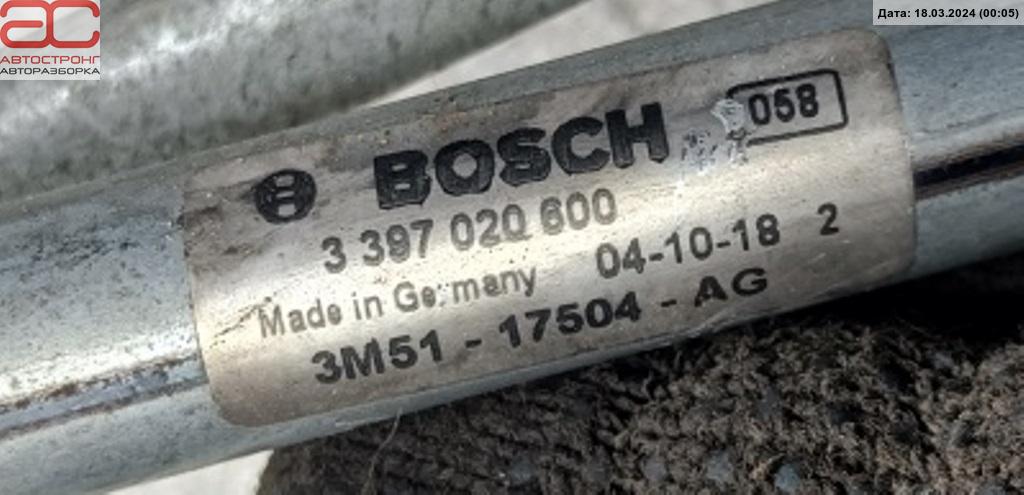 Дата: 18.03.2024 (00:05)
ас
АВТОСТРОНГ
АВТОРАЗБОРКА
BOSCH
058
3 397 020 600
Made in Germany 04-10-18 2
3M51 - 17504 - AG